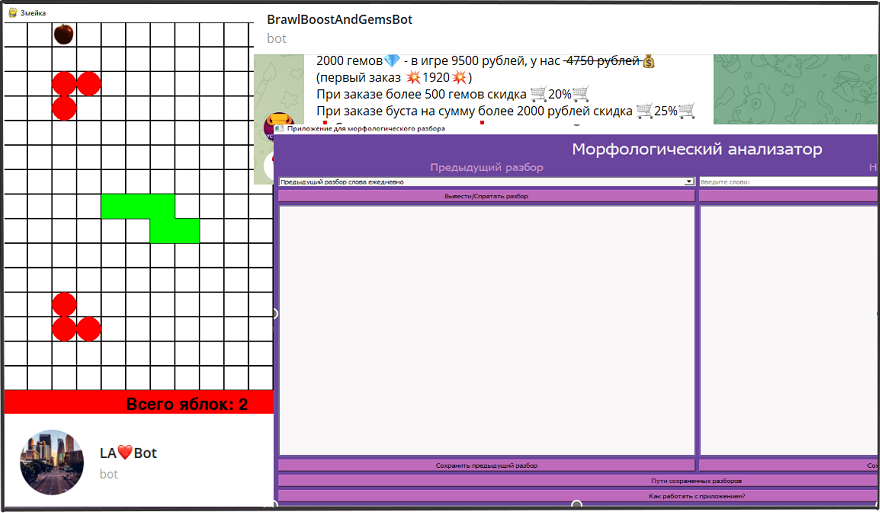 Змейка
Всего яблок: 2
LA❤️Bot
bot
BrawlBoostAndGemsBot
bot
2000 гемов💎 - в игре 9500 рублей, у нас 4750 рублей💰
(первый заказ 💥1920💥)
При заказе более 500 гемов скидка 🛒20%🛒
При заказе буста на сумму более 2000 рублей скидка 🛒25%🛒
Приложение для морфологического разбора
Морфологический анализатор
Предыдущий разбор
Н
Предыдущий разбор слова ежедневно
Введите слово:
Вывести/Спрятать разбор
Сохранить предыдущий разбор
Сох
Пути сохраненных разборов
Как работать с приложением?